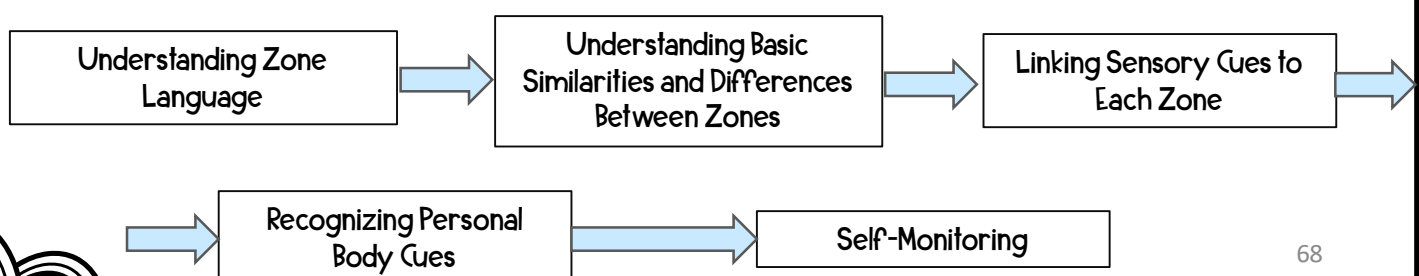 Understanding Zone
Language
Understanding Basic
Similarities and Differences
Between Zones
Linking Sensory Cues to
Each Zone
Recognizing Personal
Body Cues
Self-Monitoring
68